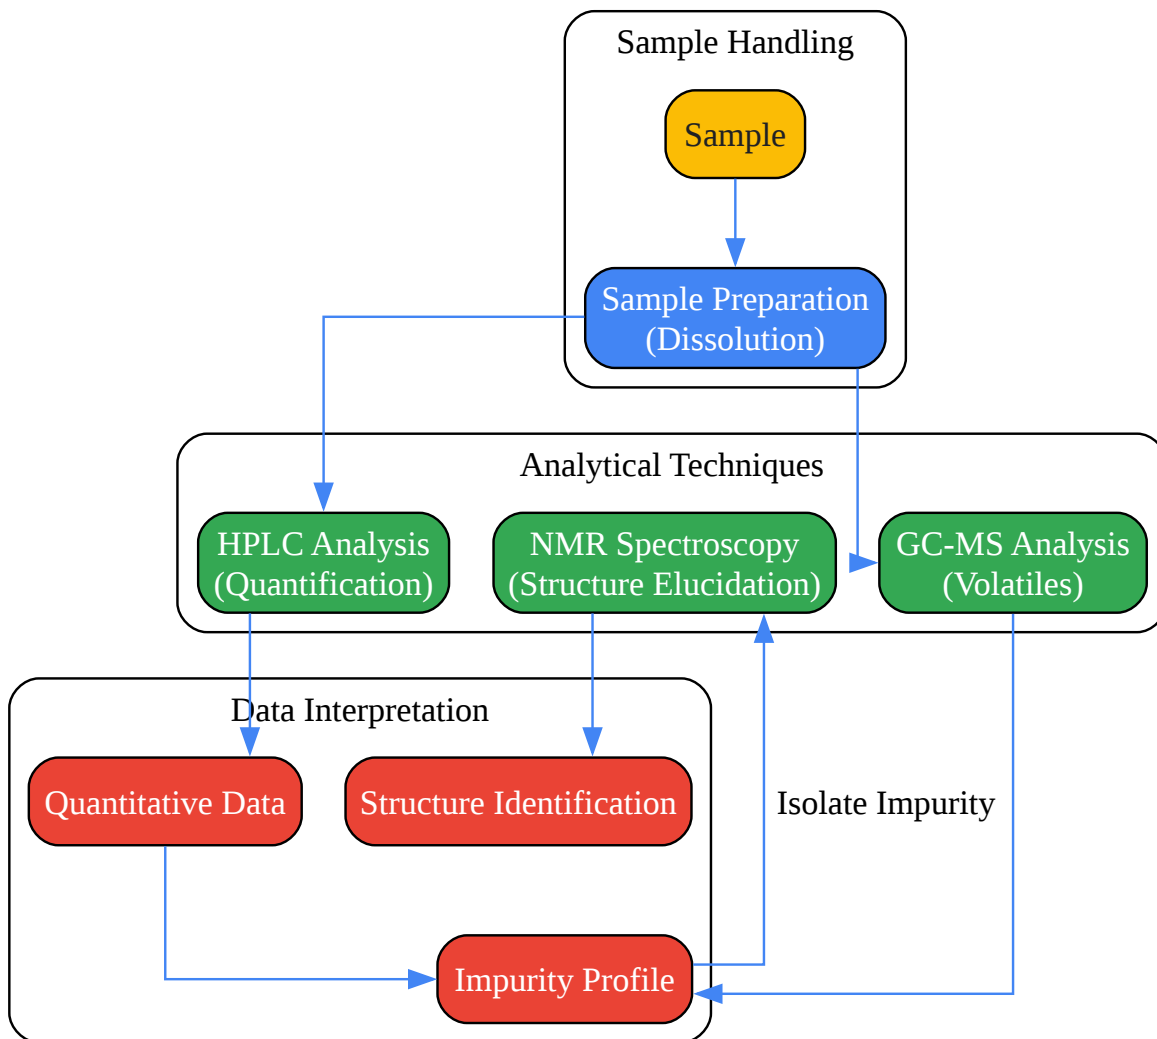 Sample Handling
Sample
Sample Preparation
(Dissolution)
Analytical Techniques
HPLC Analysis
(Quantification)
NMR Spectroscopy
(Structure Elucidation)
GC-MS Analysis
(Volatiles)
Data Interpretation
Quantitative Data
Structure Identification
Isolate Impurity
Impurity Profile